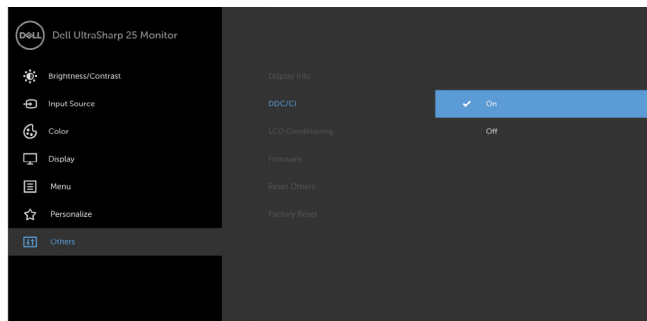 DELL Dell UltraSharp 25 Monitor
Brightness/Contrast
Input Source
Color
Display
Menu
Personalize
Others
Display Info
DDC/CI
LCD Conditioning
Firmware
Reset Others
Factory Reset
On
Off